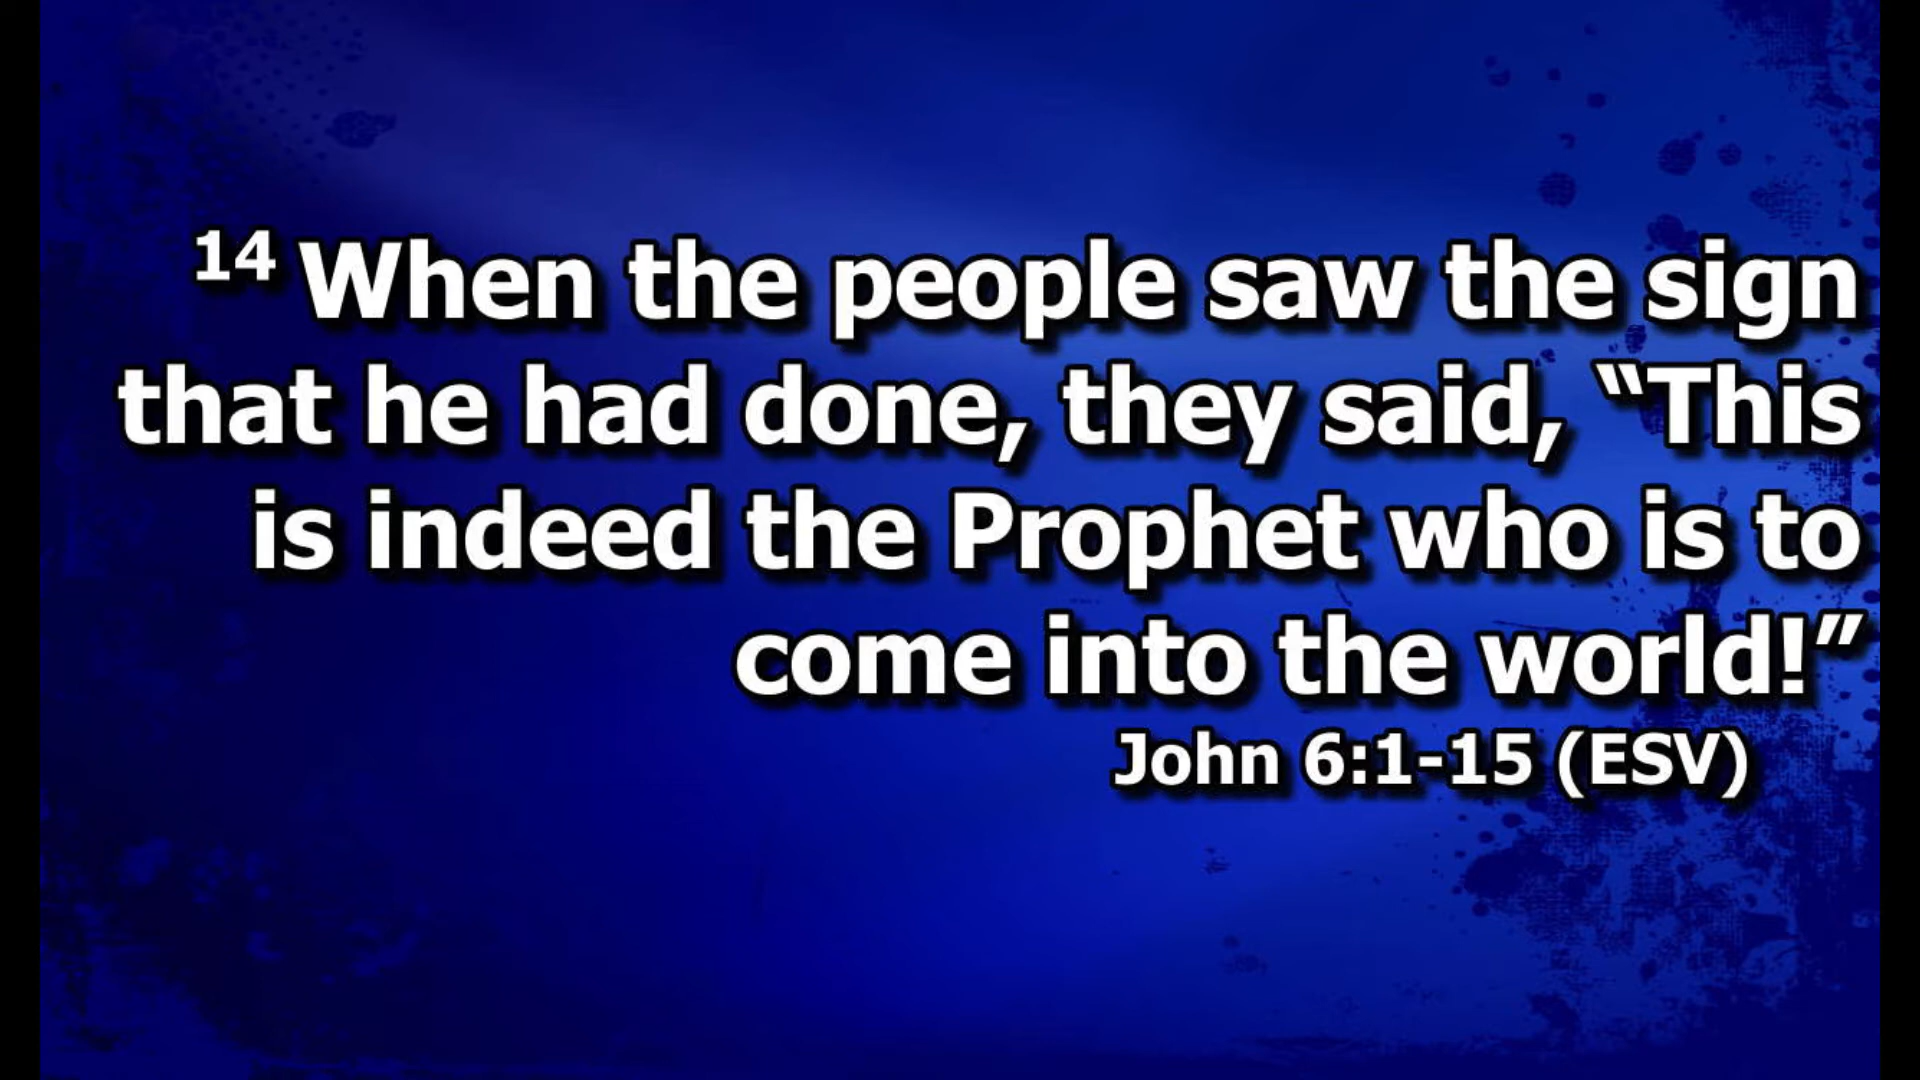 14 When the people saw the sign
that he had done, they said, “This
is indeed the Prophet who is to
come into the world!”
John 6:1-15 (ESV)